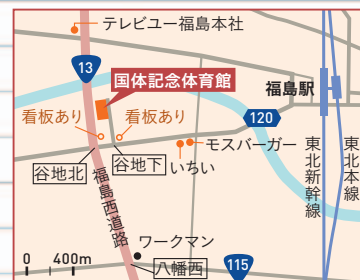 テレビユー福島本社
13
国体記念体育館
福島駅
看板あり
看板あり
120
モスバーガー
谷地北
谷地下
いちい
東北新幹線
東北本線
福島西道路
ワークマン
0 400m
八幡西
115